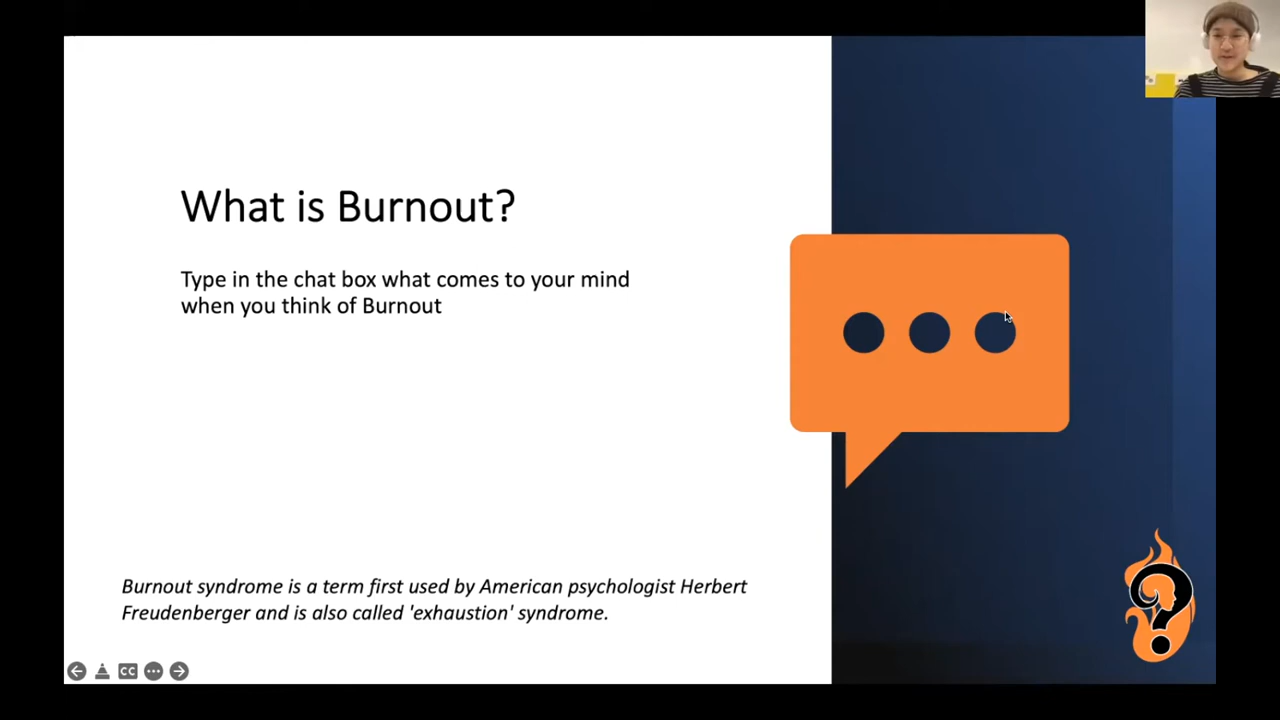 What is Burnout?
Type in the chat box what comes to your mind
when you think of Burnout
Burnout syndrome is a term first used by American psychologist Herbert
Freudenberger and is also called 'exhaustion' syndrome.
?
CC